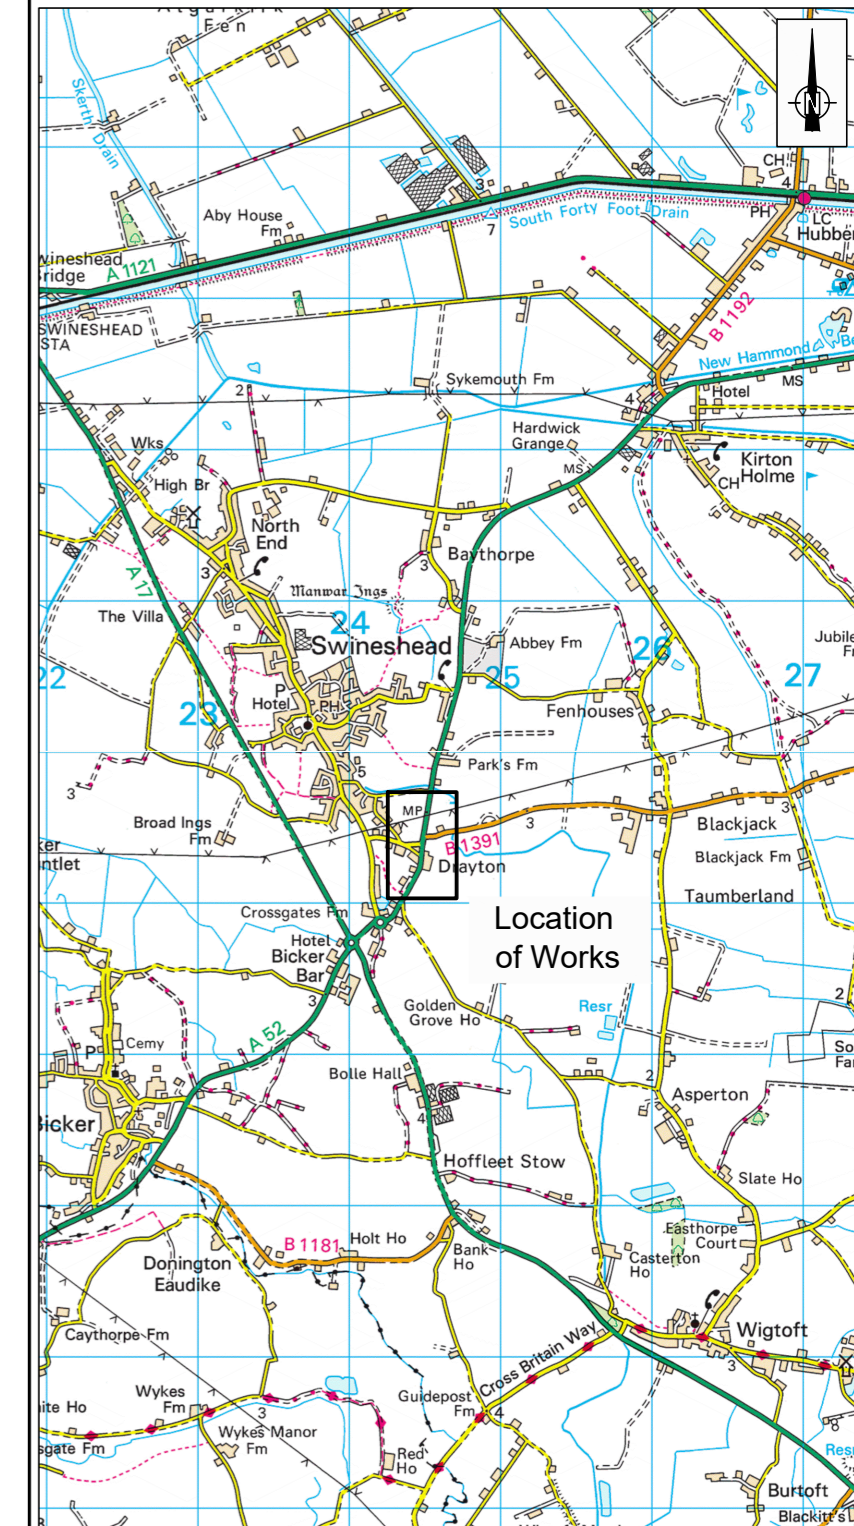 Fen
N
Skerth Drain
CH
4
3
Aby House
Fm
7
South Forty Foot Drain
PH
LC
A 1121
B 1192
SWINESHEAD
STA
New Hammond
MS
2
Sykemouth Fm
Hotel
4
Hardwick
Grange
MS
Wks
Kirton
Holme
CH
High Br
North
End
3
Baythorpe
3
A 17
Manwar Ings
The Villa
24
Swineshead
Abbey Fm
26
22
25
27
23
P
Hotel
PH
Fenhouses
Park's Fm
5
3
MP
3
3
Broad Ings
Fm
B 1391
Blackjack
Drayton
Blackjack Fm
Taumberland
Crossgates Fm
Location
of Works
Hotel
Bicker
Bar
3
Golden
Grove Ho
Resr
2
A 52
P
Cemy
Bolle Hall
2
Asperton
4
Bicker
Hoffleet Stow
Slate Ho
Easthorpe
Court
B 1181
Holt Ho
Bank
Ho
Casterton
Ho
Donington
Eaudike
Caythorpe Fm
Cross Britain Way
Wigtoft
3
Wykes
Fm
3
Guidepost
Fm
4
Wykes Manor
Fm
Red
Ho
Burtoft
Blackitt's